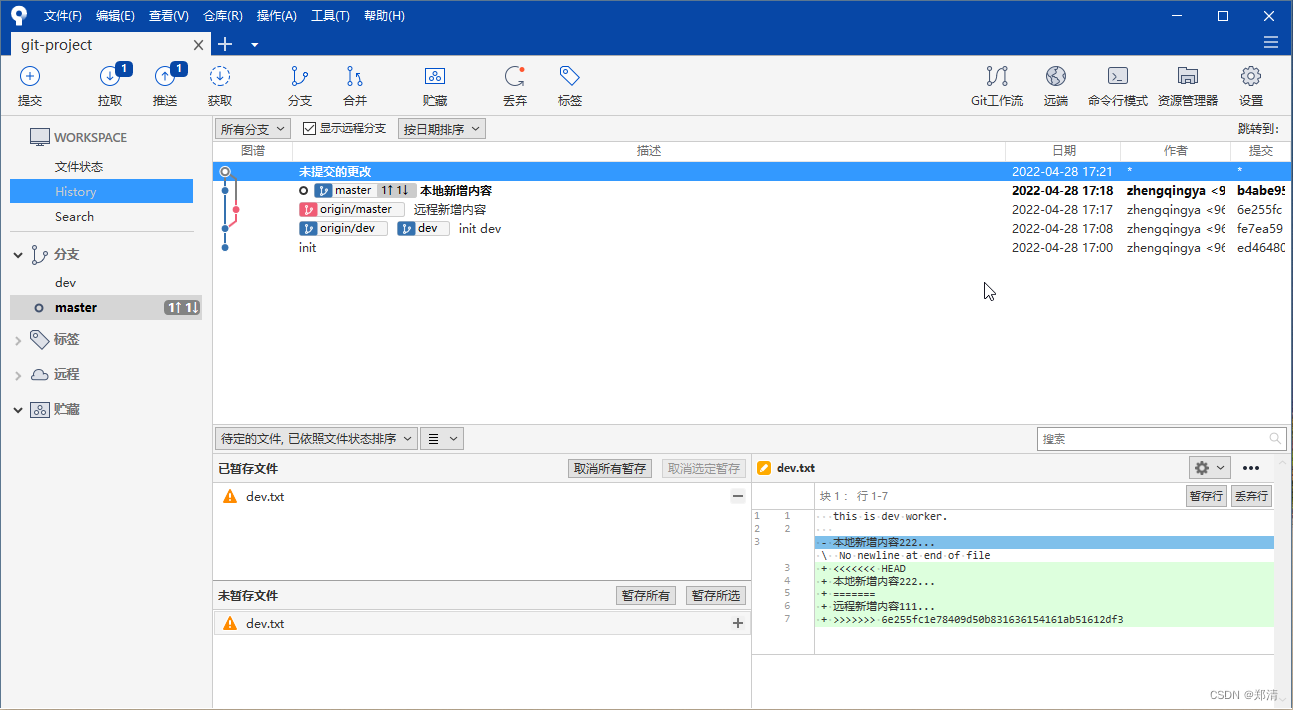 文件(F) 编辑(E) 查看(V) 仓库(R) 操作(A) 工具(T) 帮助(H)
git-project
1 1
提交 拉取 推送 获取 分支 合并 贮藏 丢弃 标签 Git工作流 远端 命令行模式 资源管理器 设置
WORKSPACE
文件状态
History
Search
分支
dev
master 1↑ 1↓
标签
远程
贮藏
所有分支 显示远程分支 按日期排序 跳转到:
图谱 描述 日期 作者 提交
未提交的更改 2022-04-28 17:21 * *
master 1↑ 1↓ 本地新增内容 2022-04-28 17:18 zhengqingya <96 b4abe95
origin/master 远程新增内容 2022-04-28 17:17 zhengqingya <96 6e255fc
origin/dev dev init dev 2022-04-28 17:08 zhengqingya <96 fe7ea59
init 2022-04-28 17:00 zhengqingya <96 ed46480
待定的文件, 已依照文件状态排序 搜索
已暂存文件 取消所有暂存 取消选定暂存
dev.txt
未暂存文件 暂存所有 暂存所选
dev.txt
dev.txt
块 1： 行 1-7 暂存行 丢弃行
1 1 this is dev worker.
2 2
3 - 本地新增内容222...
\ No newline at end of file
3 + <<<<<<< HEAD
4 + 本地新增内容222...
5 + =======
6 + 远程新增内容111...
7 + >>>>>>> 6e255fc1e78409d50b831636154161ab51612df3
CSDN @郑清